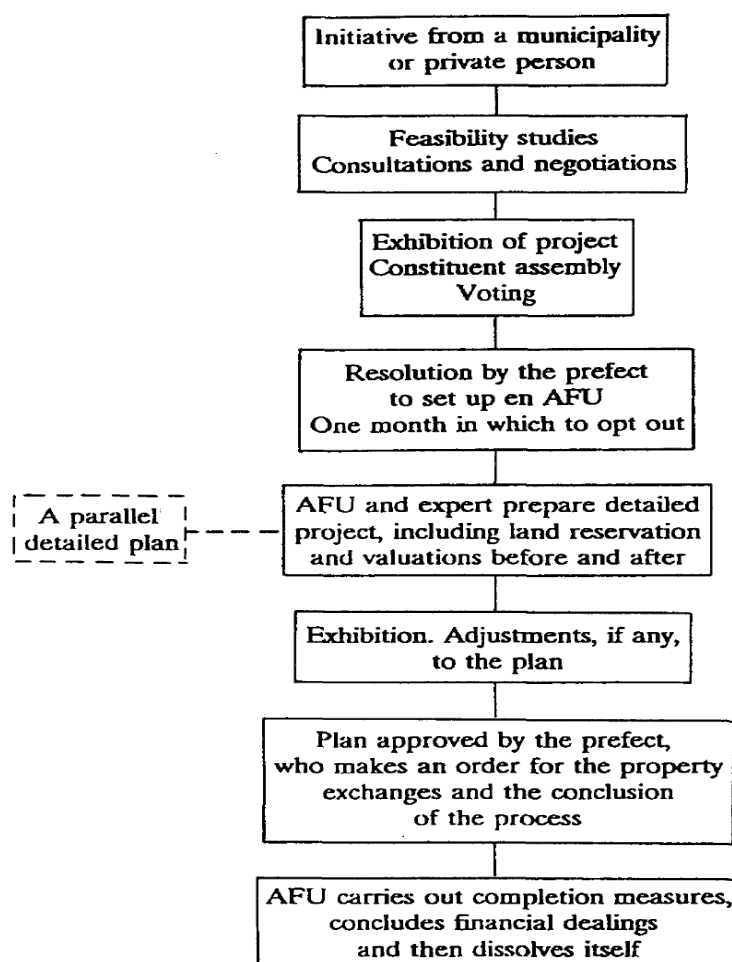 Initiative from a municipality
or private person
Feasibility studies
Consultations and negotiations
Exhibition of project
Constituent assembly
Voting
Resolution by the prefect
to set up en AFU
One month in which to opt out
A parallel
detailed plan
AFU and expert prepare detailed
project, including land reservation
and valuations before and after
Exhibition. Adjustments, if any,
to the plan
Plan approved by the prefect,
who makes an order for the property
exchanges and the conclusion
of the process
AFU carries out completion measures,
concludes financial dealings
and then dissolves itself